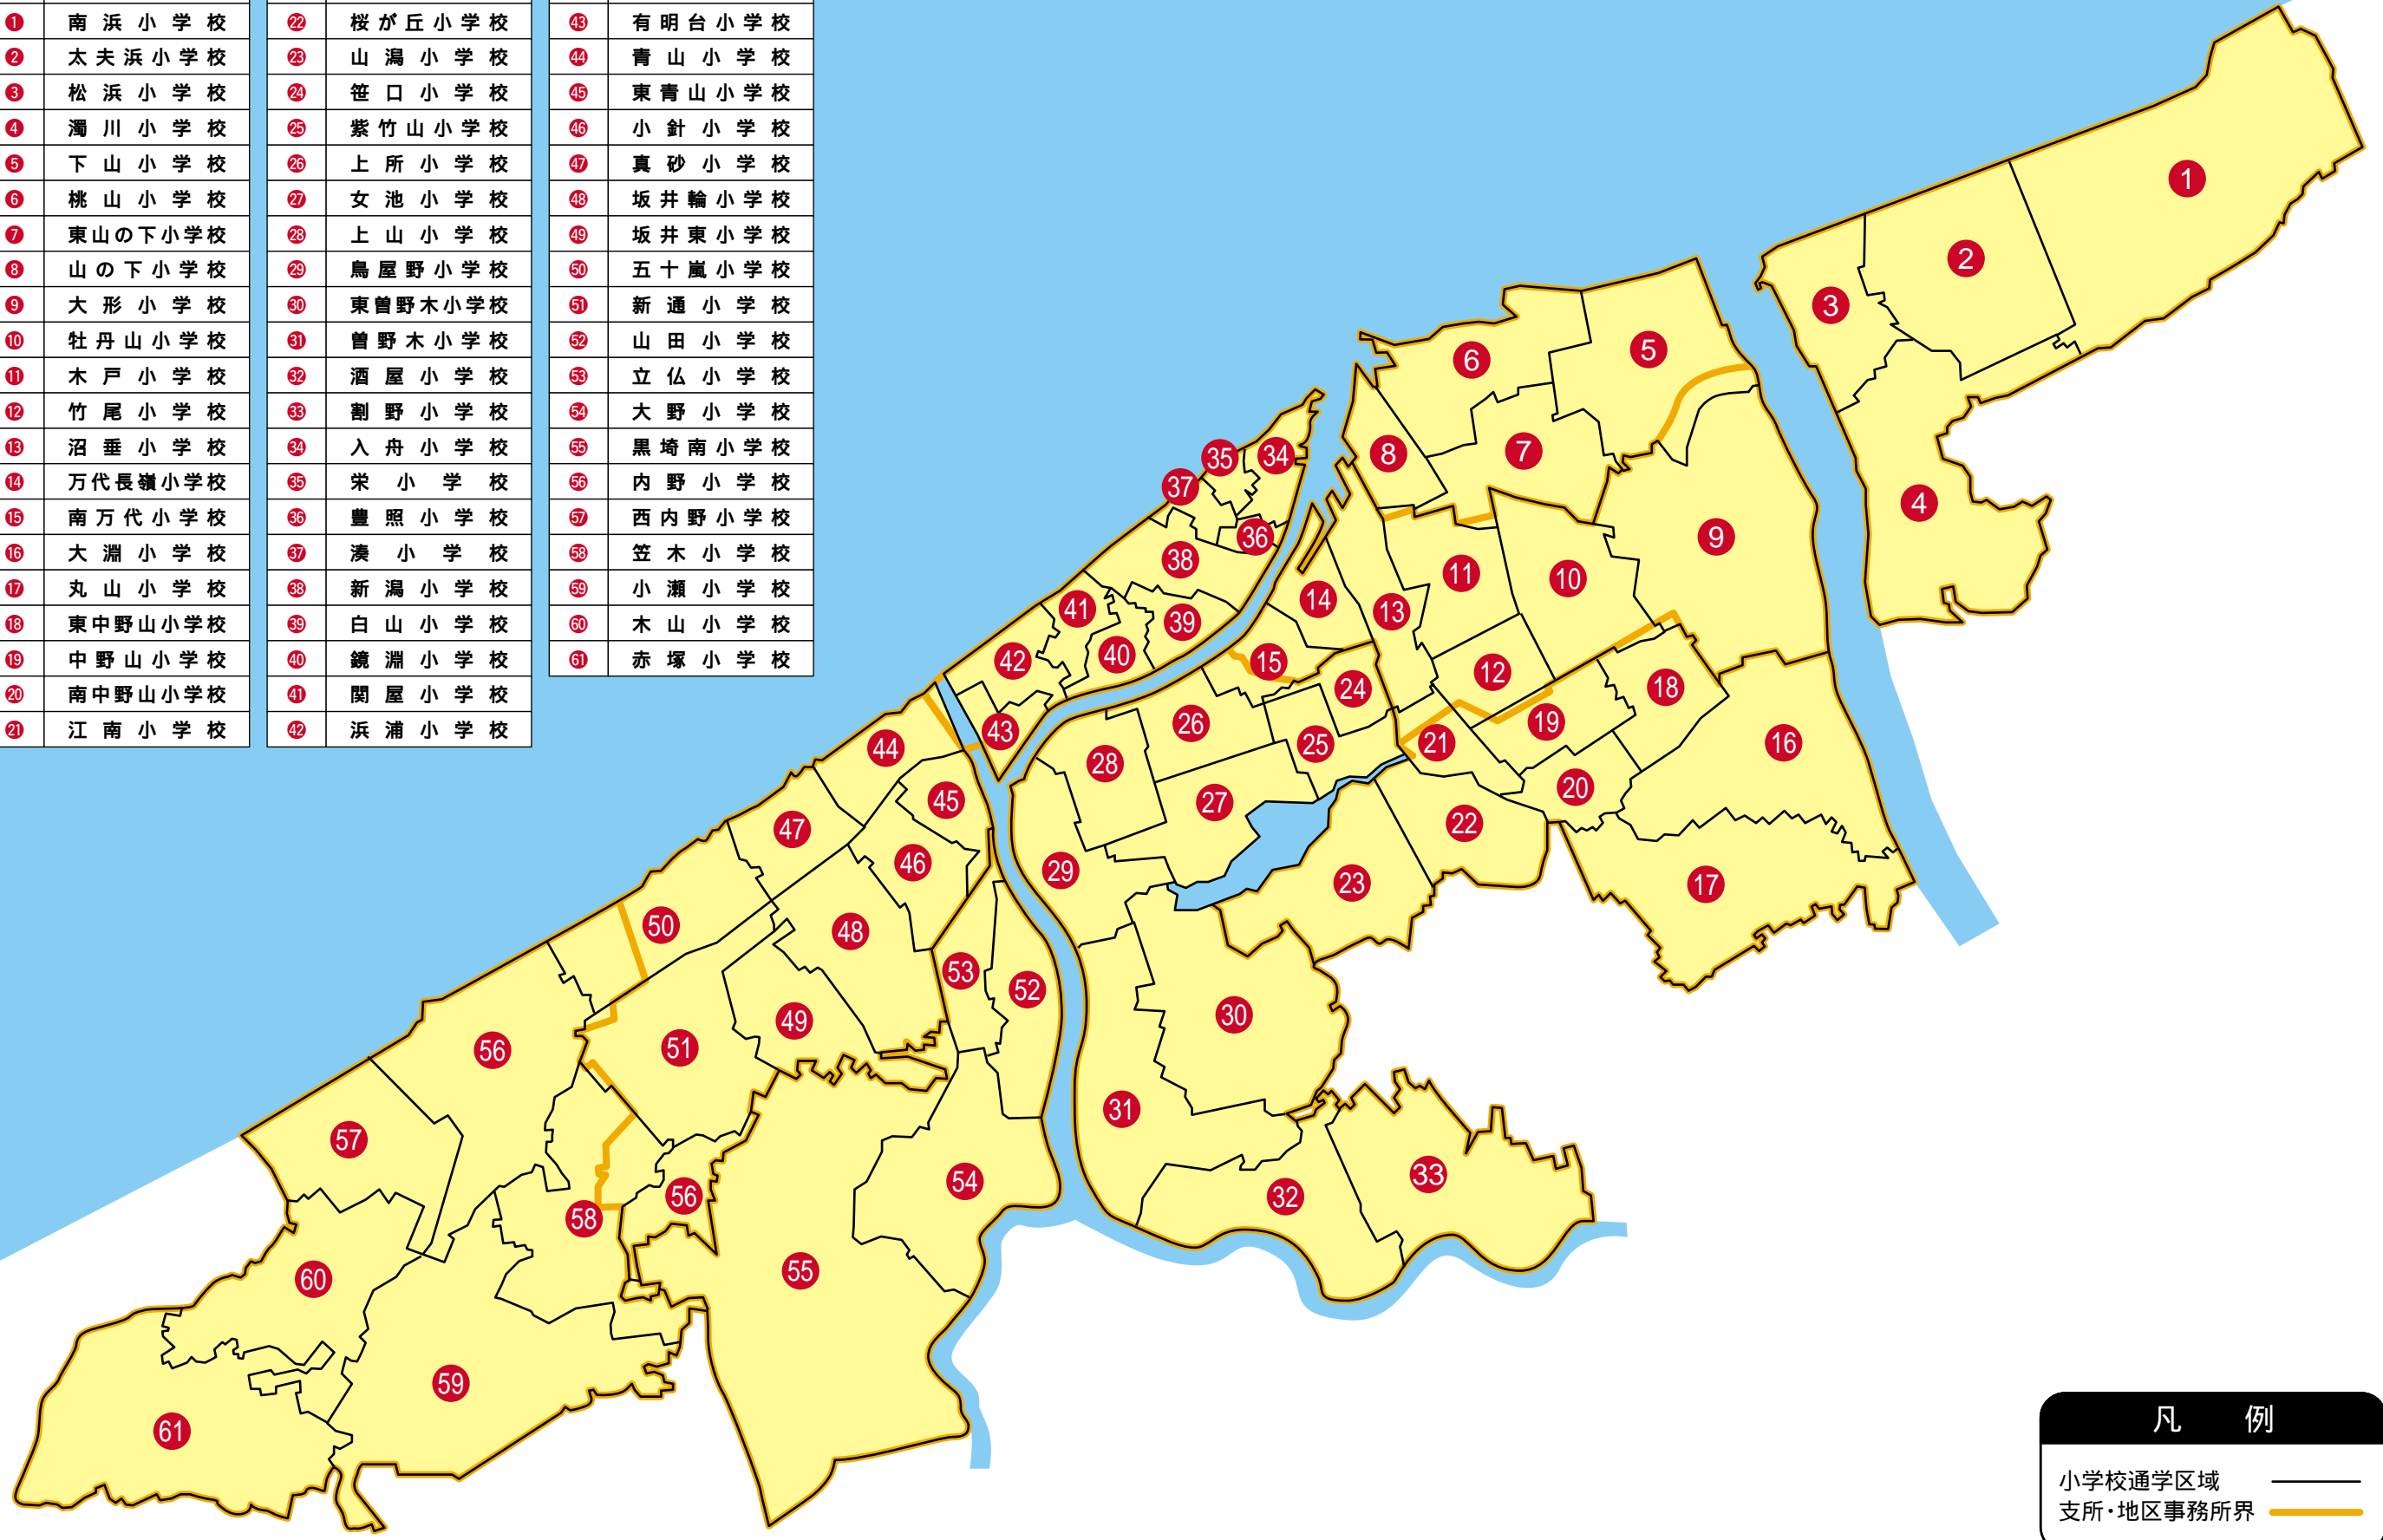 1 南浜小学校
2 太夫浜小学校
3 松浜小学校
4 濁川小学校
5 下山小学校
6 桃山小学校
7 東山の下小学校
8 山の下小学校
9 大形小学校
10 牡丹山小学校
11 木戸小学校
12 竹尾小学校
13 沼垂小学校
14 万代長嶺小学校
15 南万代小学校
16 大淵小学校
17 丸山小学校
18 東中野山小学校
19 中野山小学校
20 南中野山小学校
21 江南小学校
22 桜が丘小学校
23 山潟小学校
24 笹口小学校
25 紫竹山小学校
26 上所小学校
27 女池小学校
28 上山小学校
29 鳥屋野小学校
30 東曽野木小学校
31 曽野木小学校
32 酒屋小学校
33 割野小学校
34 入舟小学校
35 栄小学校
36 豊照小学校
37 湊小学校
38 新潟小学校
39 白山小学校
40 鏡淵小学校
41 関屋小学校
42 浜浦小学校
43 有明台小学校
44 青山小学校
45 東青山小学校
46 小針小学校
47 真砂小学校
48 坂井輪小学校
49 坂井東小学校
50 五十嵐小学校
51 新通小学校
52 山田小学校
53 立仏小学校
54 大野小学校
55 黒埼南小学校
56 内野小学校
57 西内野小学校
58 笠木小学校
59 小瀬小学校
60 木山小学校
61 赤塚小学校
1
2
3
4
5
6
7
8
9
10
11
12
13
14
15
16
17
18
19
20
21
22
23
24
25
26
27
28
29
30
31
32
33
34
35
36
37
38
39
40
41
42
43
44
45
46
47
48
49
50
51
52
53
54
55
56
56
57
58
59
60
61
凡例
小学校通学区域
支所・地区事務所界